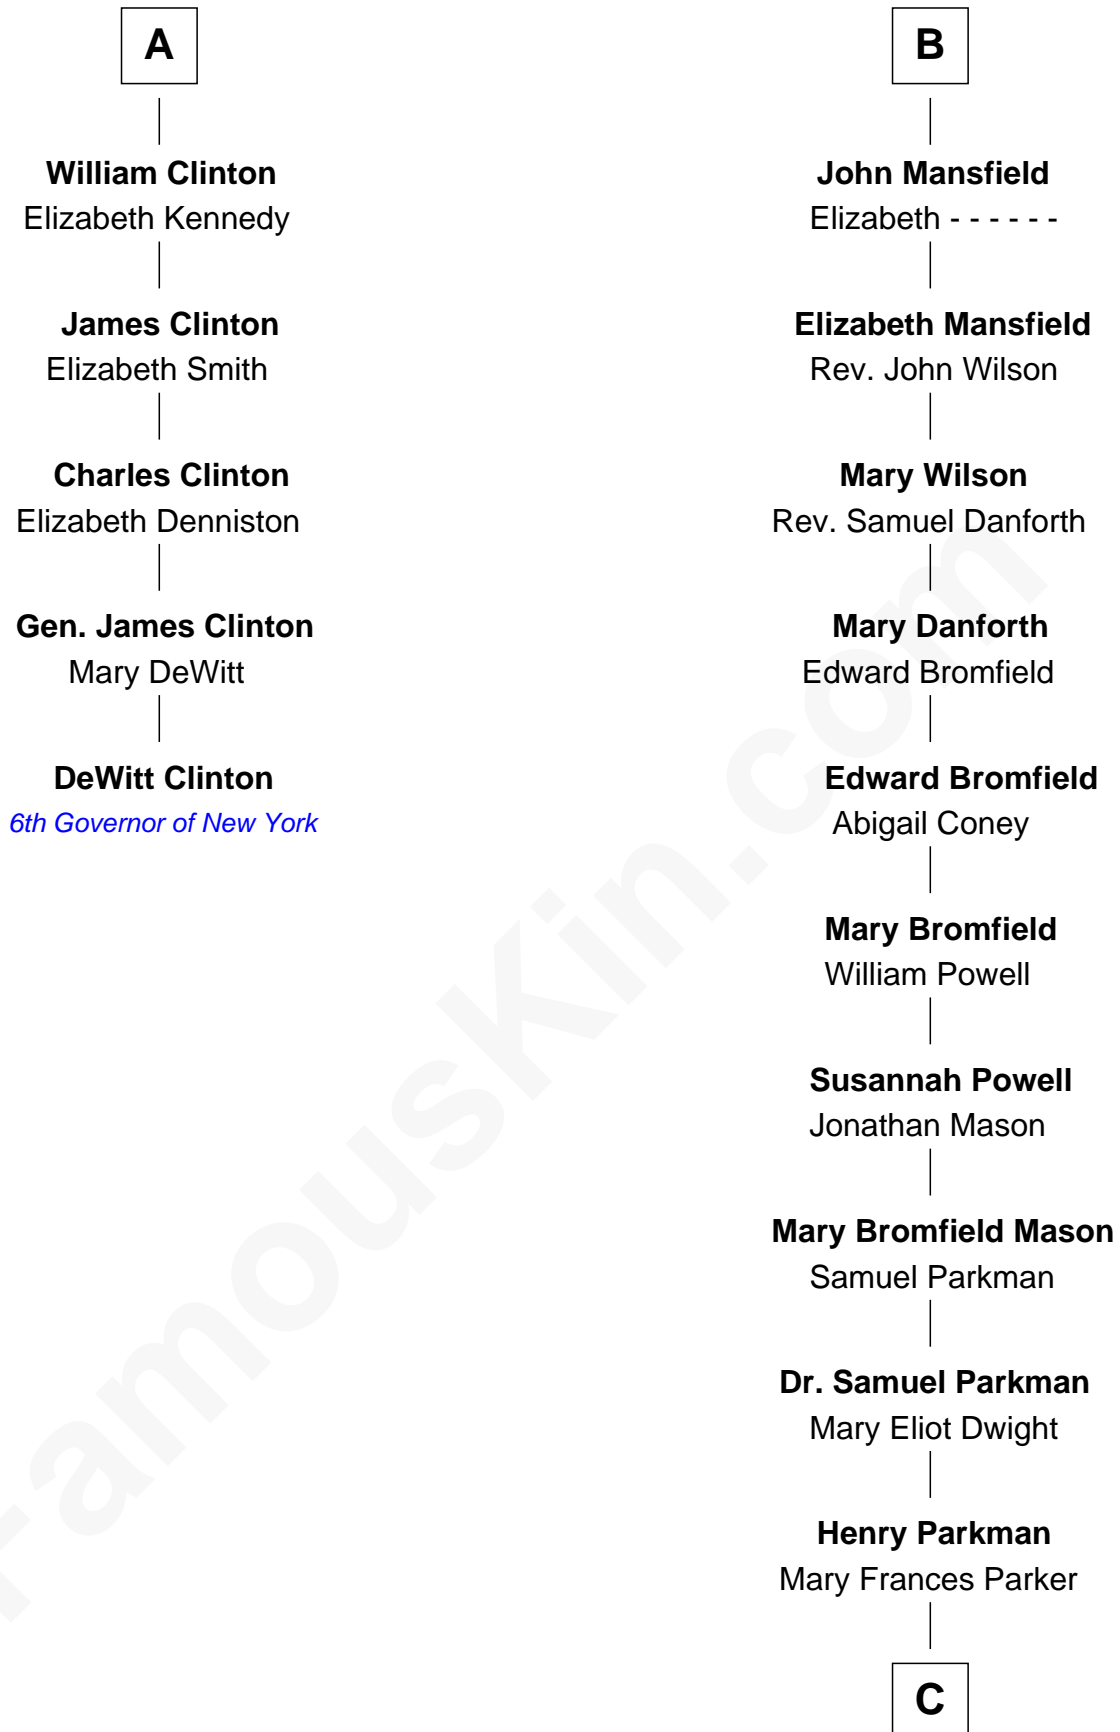 A
William Clinton
Elizabeth Kennedy
James Clinton
Elizabeth Smith
Charles Clinton
Elizabeth Denniston
Gen. James Clinton
Mary DeWitt
DeWitt Clinton
6th Governor of New York
B
John Mansfield
Elizabeth - - - - - -
Elizabeth Mansfield
Rev. John Wilson
Mary Wilson
Rev. Samuel Danforth
Mary Danforth
Edward Bromfield
Edward Bromfield
Abigail Coney
Mary Bromfield
William Powell
Susannah Powell
Jonathan Mason
Mary Bromfield Mason
Samuel Parkman
Dr. Samuel Parkman
Mary Eliot Dwight
Henry Parkman
Mary Frances Parker
C
FamousKin.com